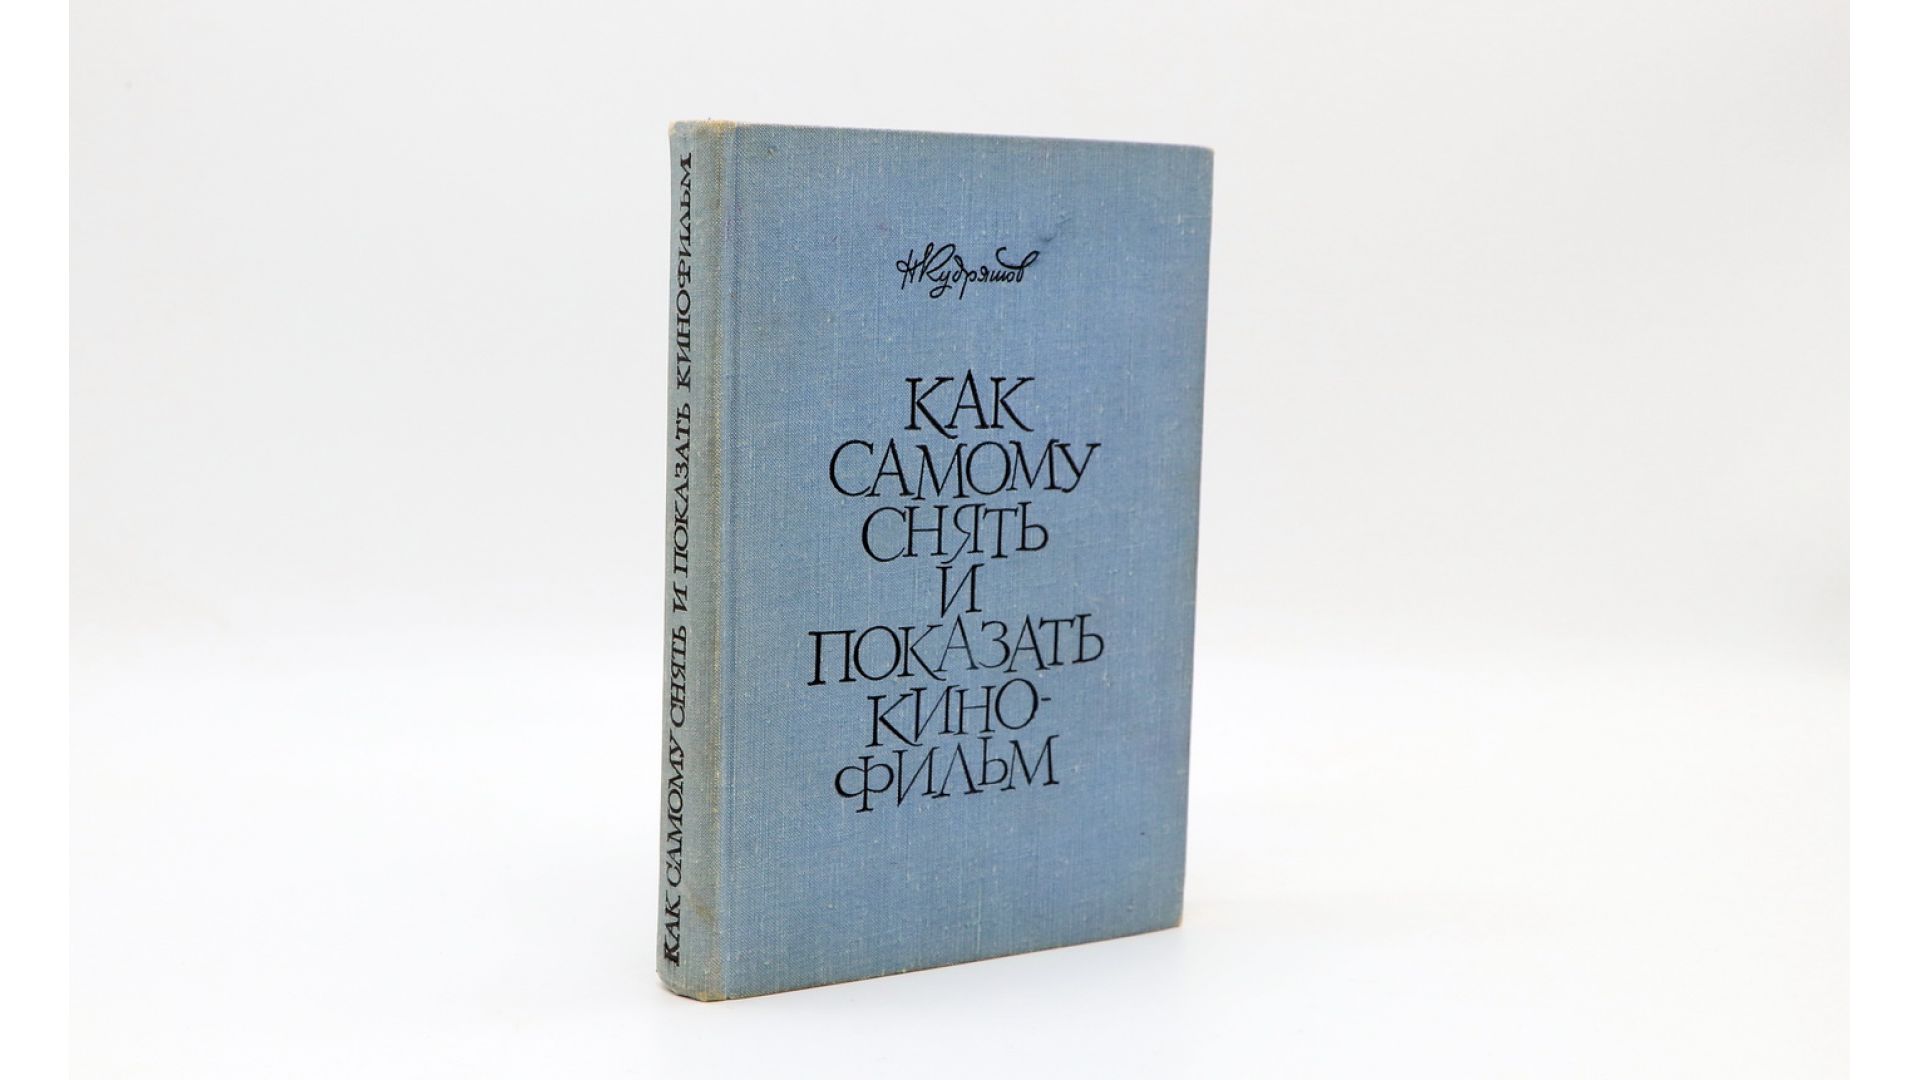 КАК САМОМУ СНЯТЬ И ПОКАЗАТЬ КИНОФИЛЬМ
Н Кудряшов
КАК
САМОМУ
СНЯТЬ
И
ПОКАЗАТЬ
КИНО-
ФИЛЬМ